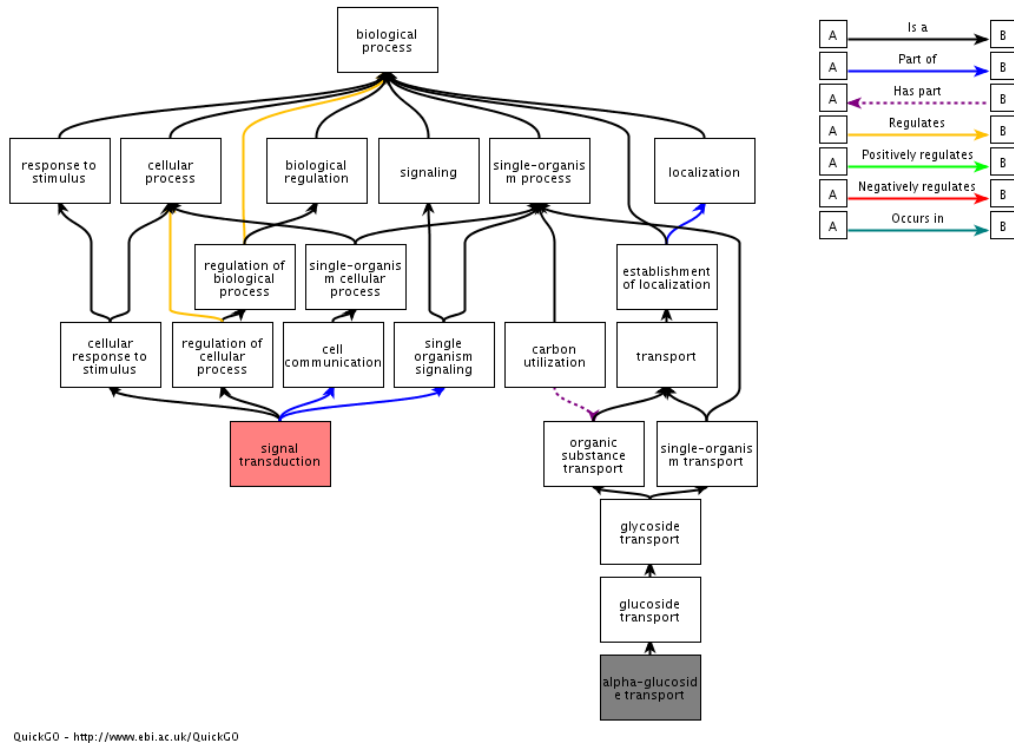 biological
process
A
Is a
B
A
Part of
B
A
Has part
B
A
Regulates
B
A
Positively regulates
B
A
Negatively regulates
B
A
Occurs in
B
response to
stimulus
cellular
process
biological
regulation
signaling
single-organis
m process
localization
regulation of
biological
process
single-organis
m cellular
process
establishment
of localization
cellular
response to
stimulus
regulation of
cellular
process
cell
communication
single
organism
signaling
carbon
utilization
transport
signal
transduction
organic
substance
transport
single-organis
m transport
glycoside
transport
glucoside
transport
alpha-glucosid
e transport
QuickGO - http://www.ebi.ac.uk/QuickGO